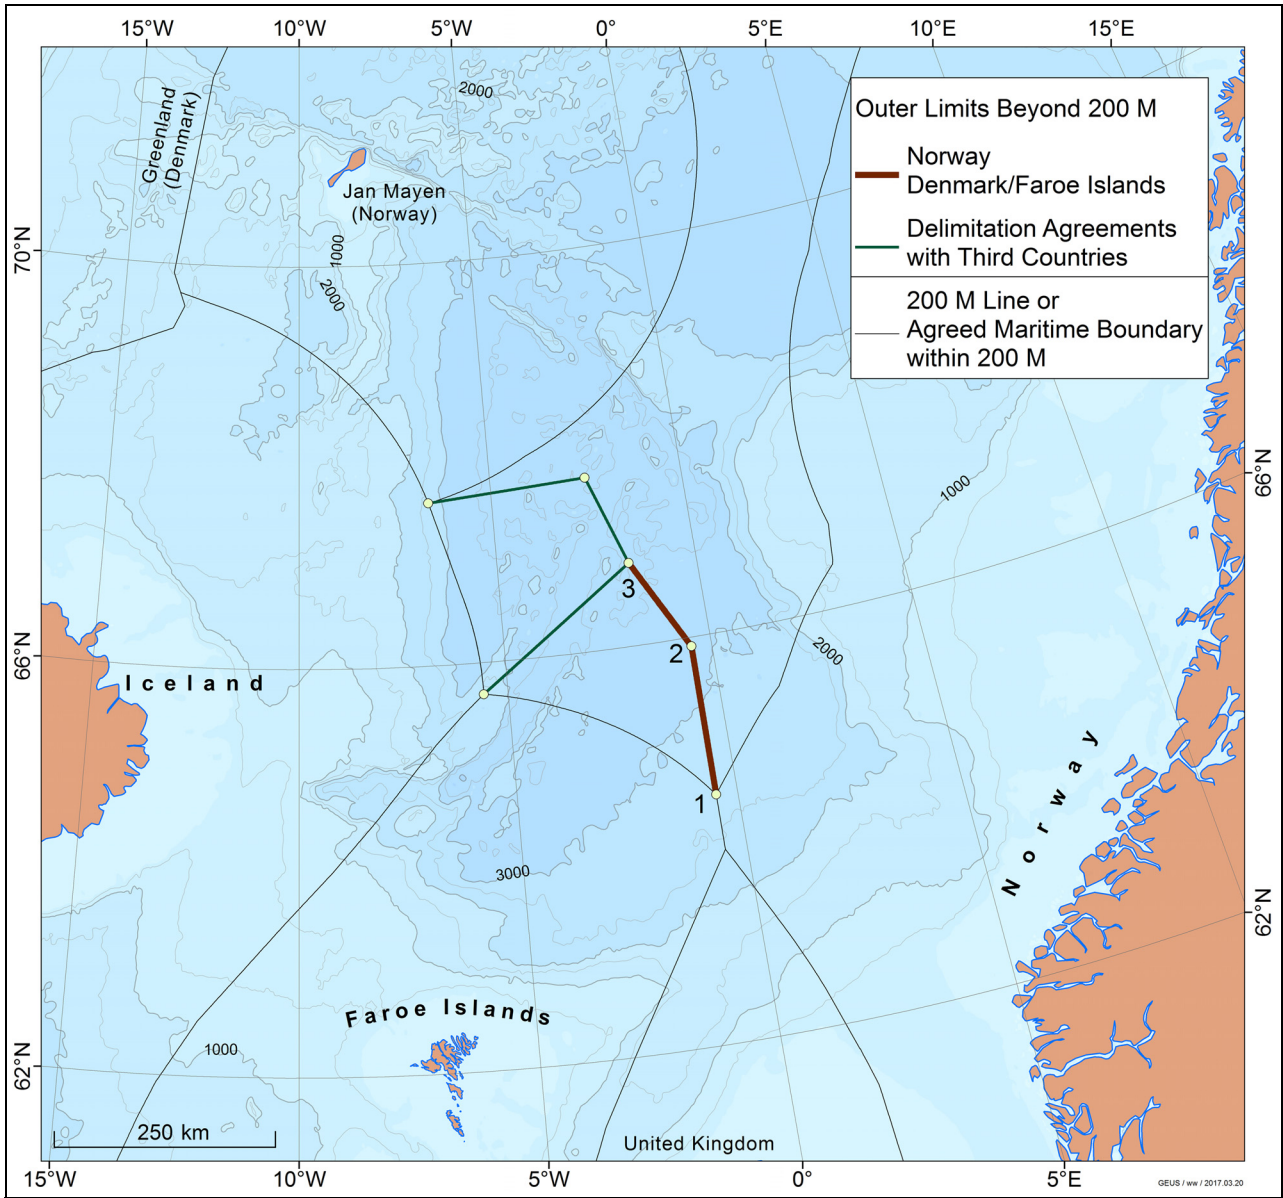 15°W
10°W
5°W
0°
5°E
10°E
15°E
Greenland
(Denmark)
2000
Jan Mayen
(Norway)
Outer Limits Beyond 200 M
Norway
Denmark/Faroe Islands
Delimitation Agreements
with Third Countries
200 M Line or
Agreed Maritime Boundary
within 200 M
70°N
1000
2000
66°N
1000
3
2
2000
66°N
Iceland
1
Norway
3000
62°N
Faroe Islands
1000
62°N
250 km
United Kingdom
15°W
10°W
5°W
0°
5°E
GEUS / ww / 2017.03.20